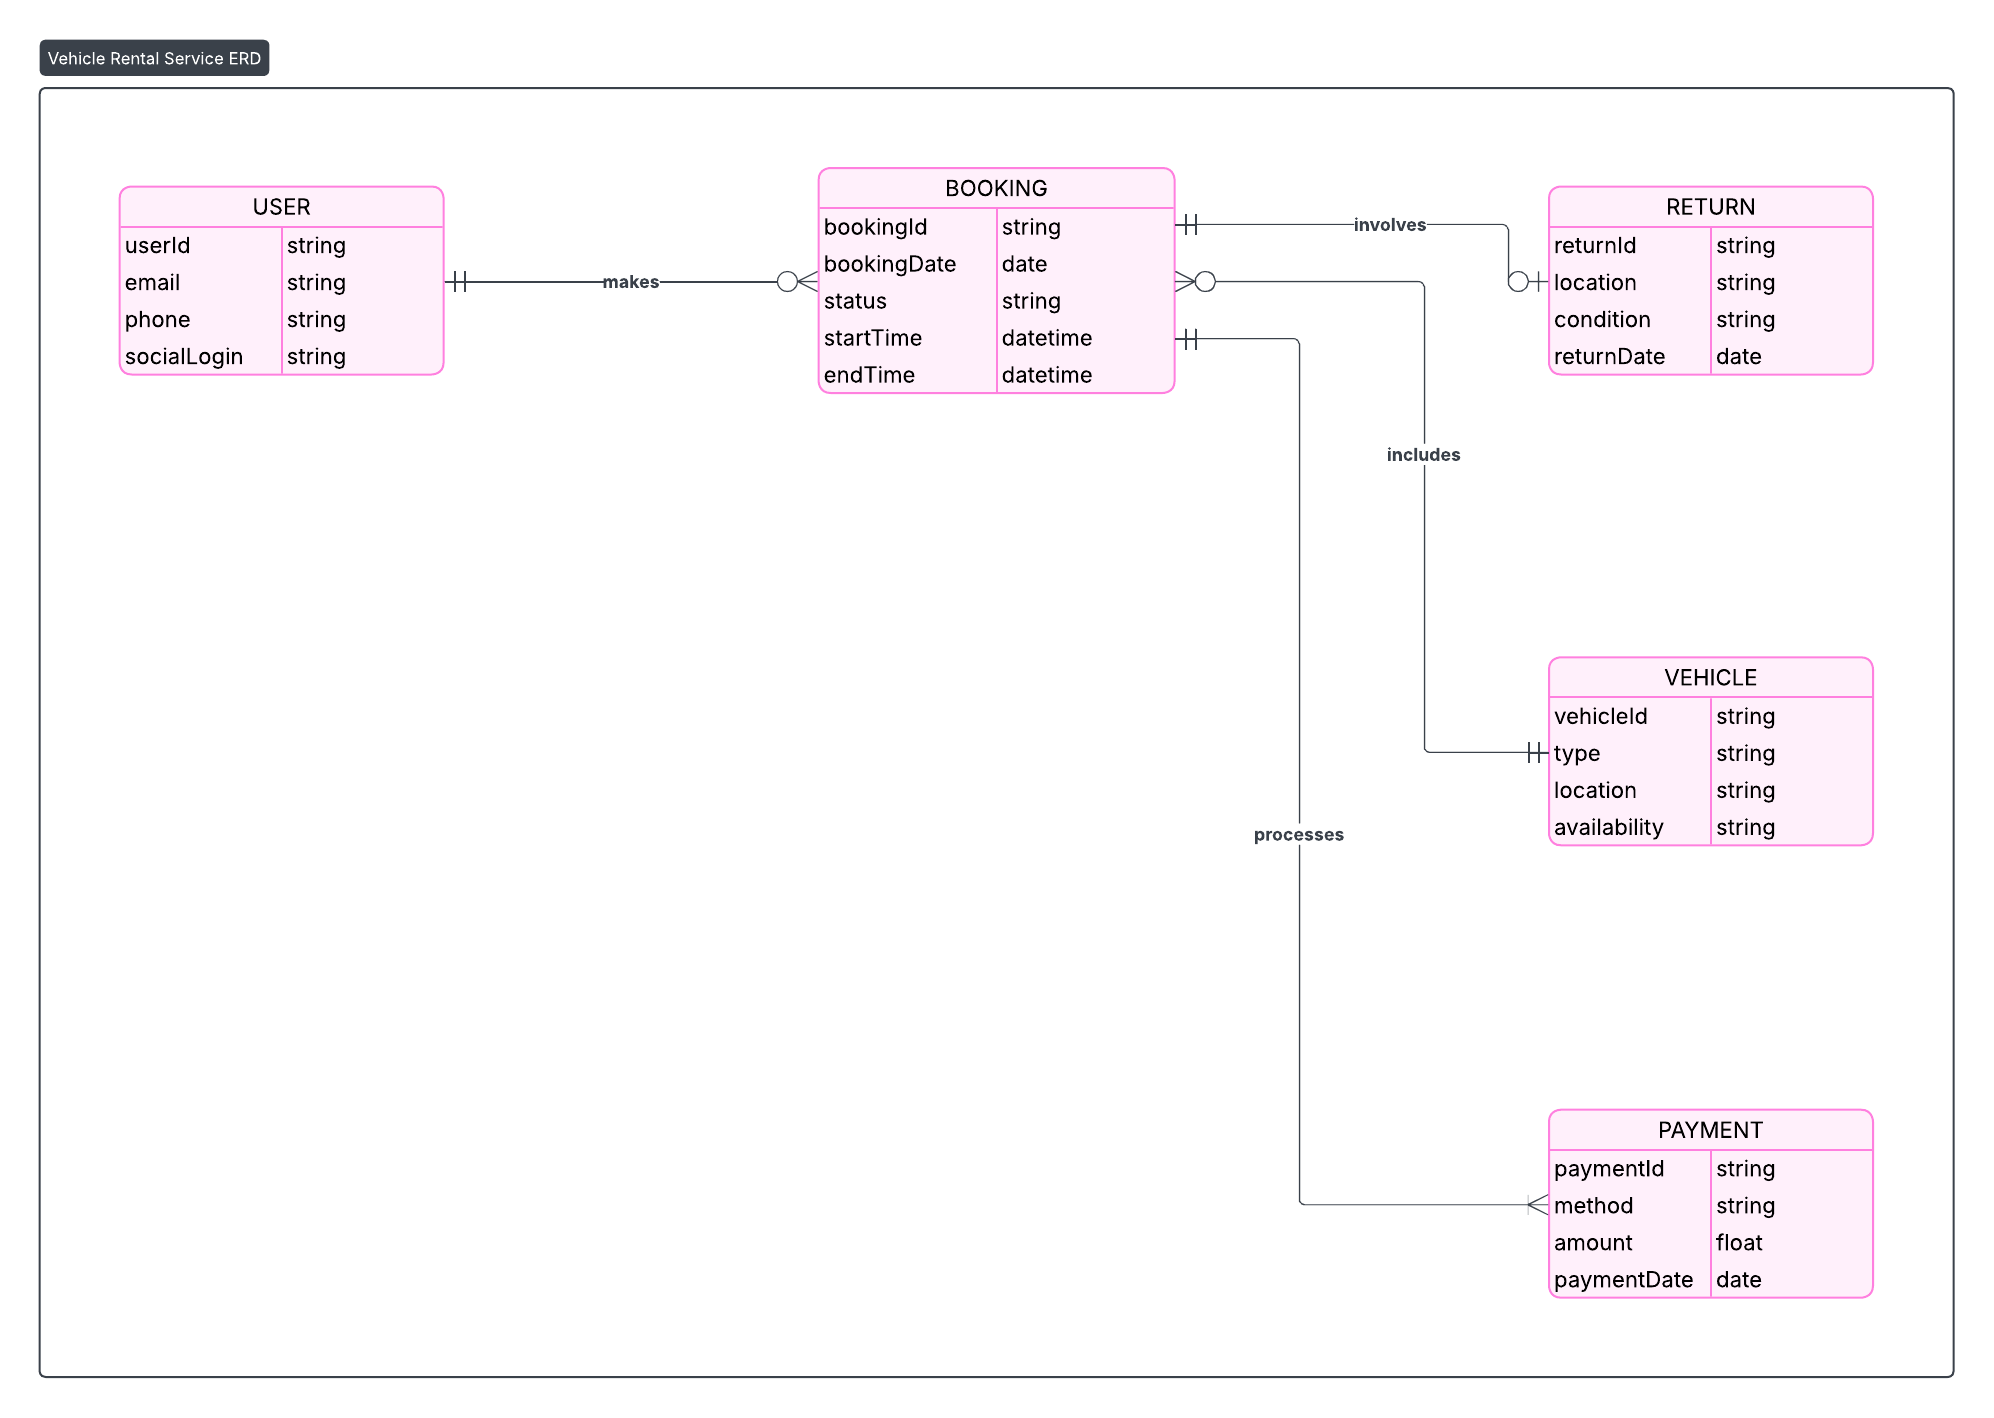 Vehicle Rental Service ERD
USER
userId string
email string
phone string
socialLogin string
makes
BOOKING
bookingId string
bookingDate date
status string
startTime datetime
endTime datetime
involves
RETURN
returnId string
location string
condition string
returnDate date
includes
VEHICLE
vehicleId string
type string
location string
availability string
processes
PAYMENT
paymentId string
method string
amount float
paymentDate date